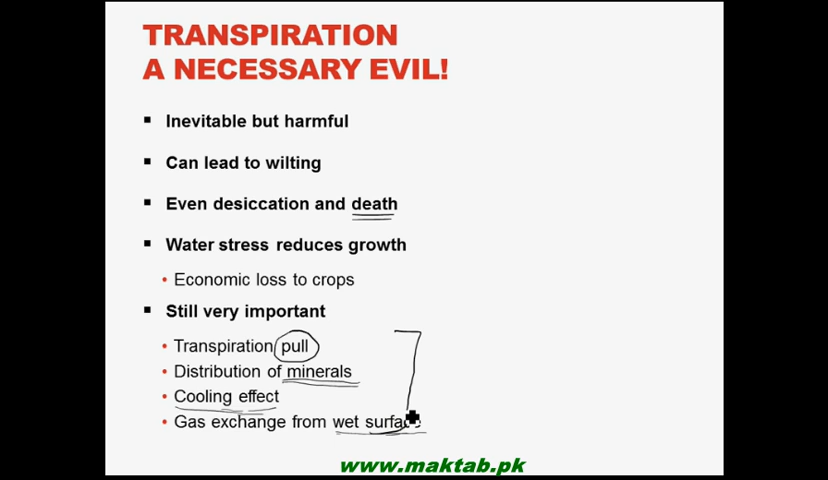 TRANSPIRATION
A NECESSARY EVIL!
▪ Inevitable but harmful
▪ Can lead to wilting
▪ Even desiccation and death
▪ Water stress reduces growth
• Economic loss to crops
▪ Still very important
• Transpiration pull
• Distribution of minerals
• Cooling effect
• Gas exchange from wet surface
www.maktab.pk